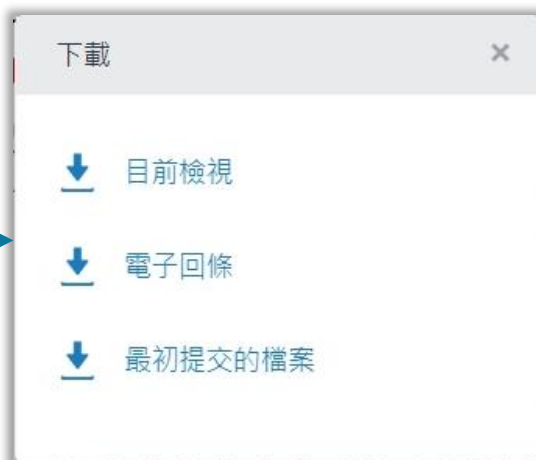 下載
目前檢視
電子回條
最初提交的檔案